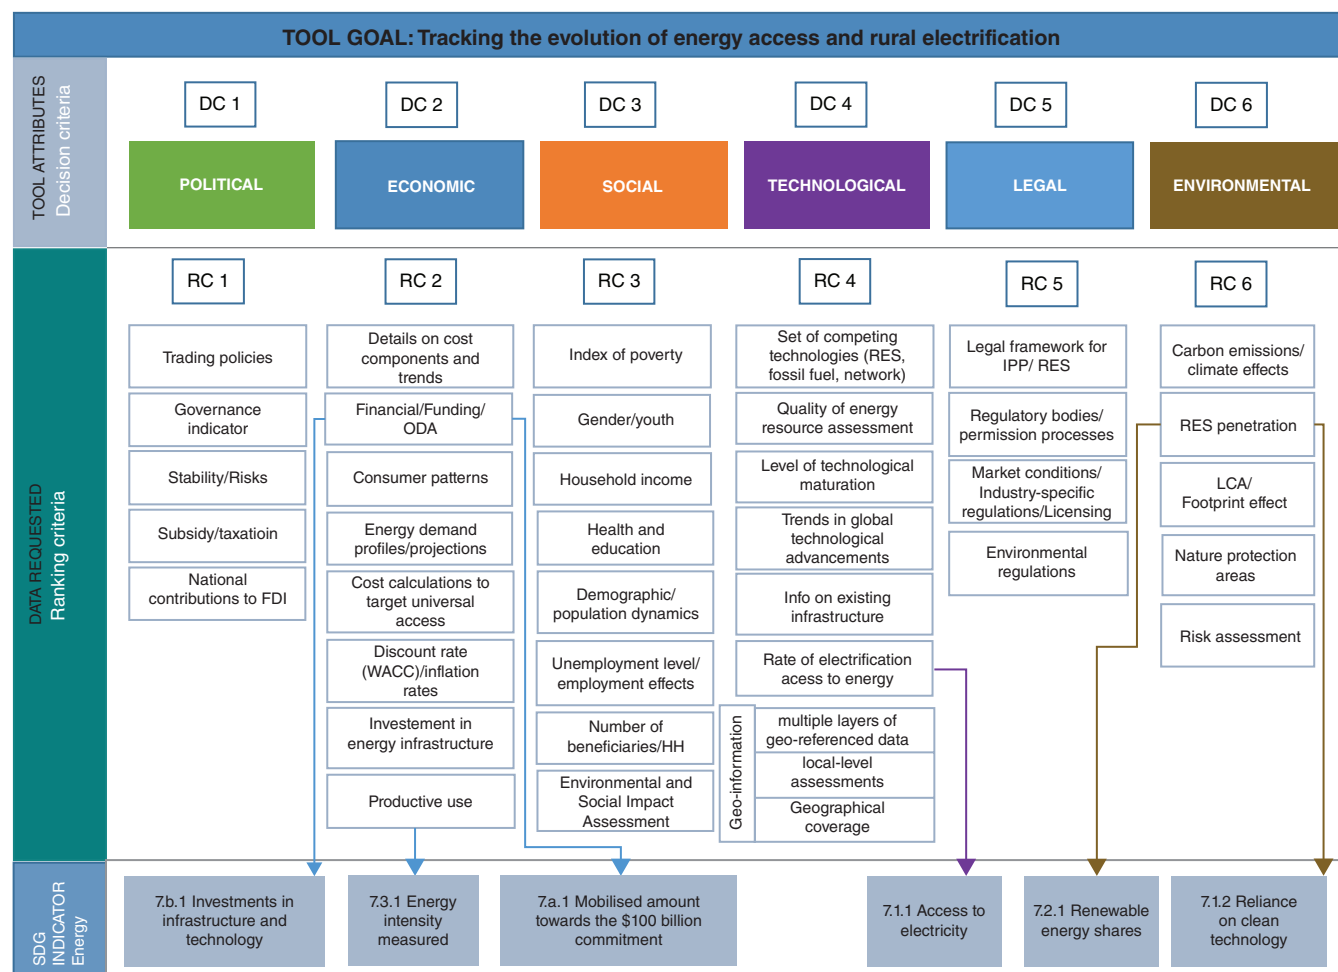 TOOL GOAL: Tracking the evolution of energy access and rural electrification
TOOL ATTRIBUTES
Decision criteria
DC 1
DC 2
DC 3
DC 4
DC 5
DC 6
POLITICAL
ECONOMIC
SOCIAL
TECHNOLOGICAL
LEGAL
ENVIRONMENTAL
DATA REQUESTED
Ranking criteria
RC 1
Trading policies
Governance
indicator
Stability/Risks
Subsidy/taxatioin
National
contributions to FDI
RC 2
Details on cost
components and
trends
Financial/Funding/
ODA
Consumer patterns
Energy demand
profiles/projections
Cost calculations to
target universal
access
Discount rate
(WACC)/inflation
rates
Investement in
energy infrastructure
Productive use
RC 3
Index of poverty
Gender/youth
Household income
Health and
education
Demographic/
population dynamics
Unemployment level/
employment effects
Number of
beneficiaries/HH
Environmental and
Social Impact
Assessment
RC 4
Set of competing
technologies (RES,
fossil fuel, network)
Quality of energy
resource assessment
Level of technological
maturation
Trends in global
technological
advancements
Info on existing
infrastructure
Rate of electrification
acess to energy
Geo-information
multiple layers of
geo-referenced data
local-level
assessments
Geographical
coverage
RC 5
Legal framework for
IPP/ RES
Regulatory bodies/
permission processes
Market conditions/
Industry-specific
regulations/Licensing
Environmental
regulations
RC 6
Carbon emissions/
climate effects
RES penetration
LCA/
Footprint effect
Nature protection
areas
Risk assessment
SDG
INDICATOR
Energy
7.b.1 Investments in
infrastructure and
technology
7.3.1 Energy
intensity
measured
7.a.1 Mobilised amount
towards the $100 billion
commitment
7.1.1 Access to
electricity
7.2.1 Renewable
energy shares
7.1.2 Reliance
on clean
technology